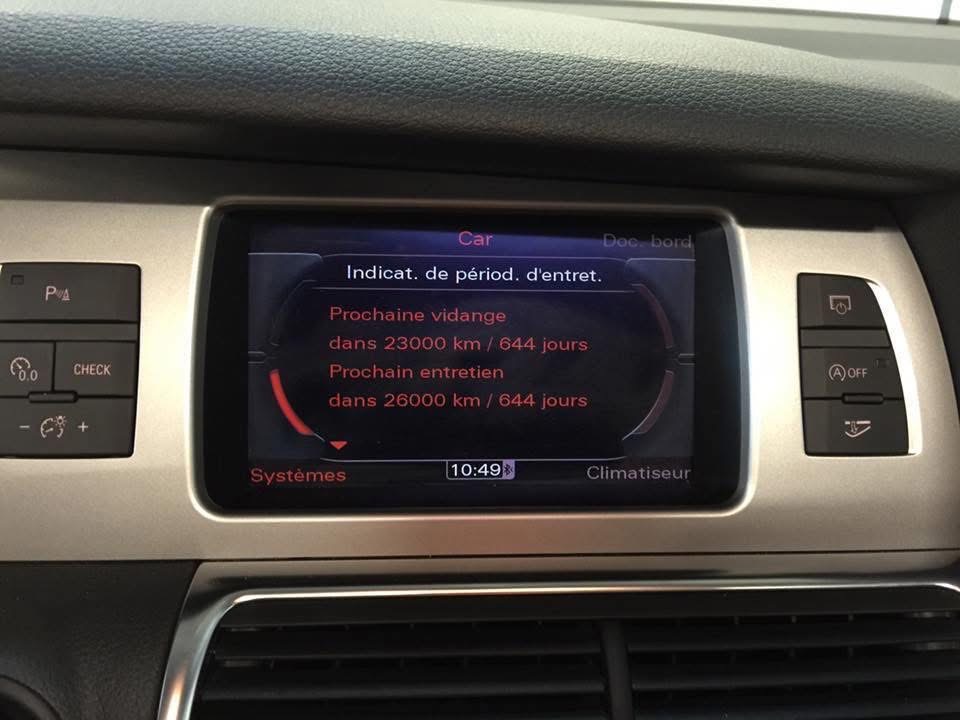 Car
Doc. bord
Indicat. de périod. d'entret.
Prochaine vidange
dans 23000 km / 644 jours
Prochain entretien
dans 26000 km / 644 jours
Systèmes
10:49
Climatiseur
P
0.0
CHECK
- +
A OFF